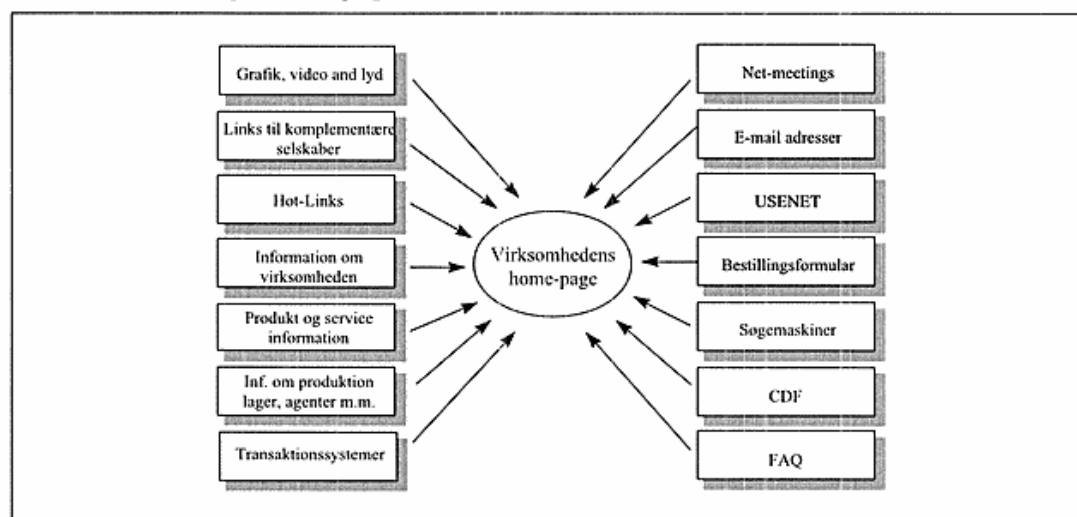 Grafik, video and lyd
Links til komplementære
selskaber
Hot-Links
Information om
virksomheden
Produkt og service
information
Inf. om produktion
lager, agenter m.m.
Transaktionssystemer
Virksomhedens
home-page
Net-meetings
E-mail adresser
USENET
Bestillingsformular
Søgemaskiner
CDF
FAQ